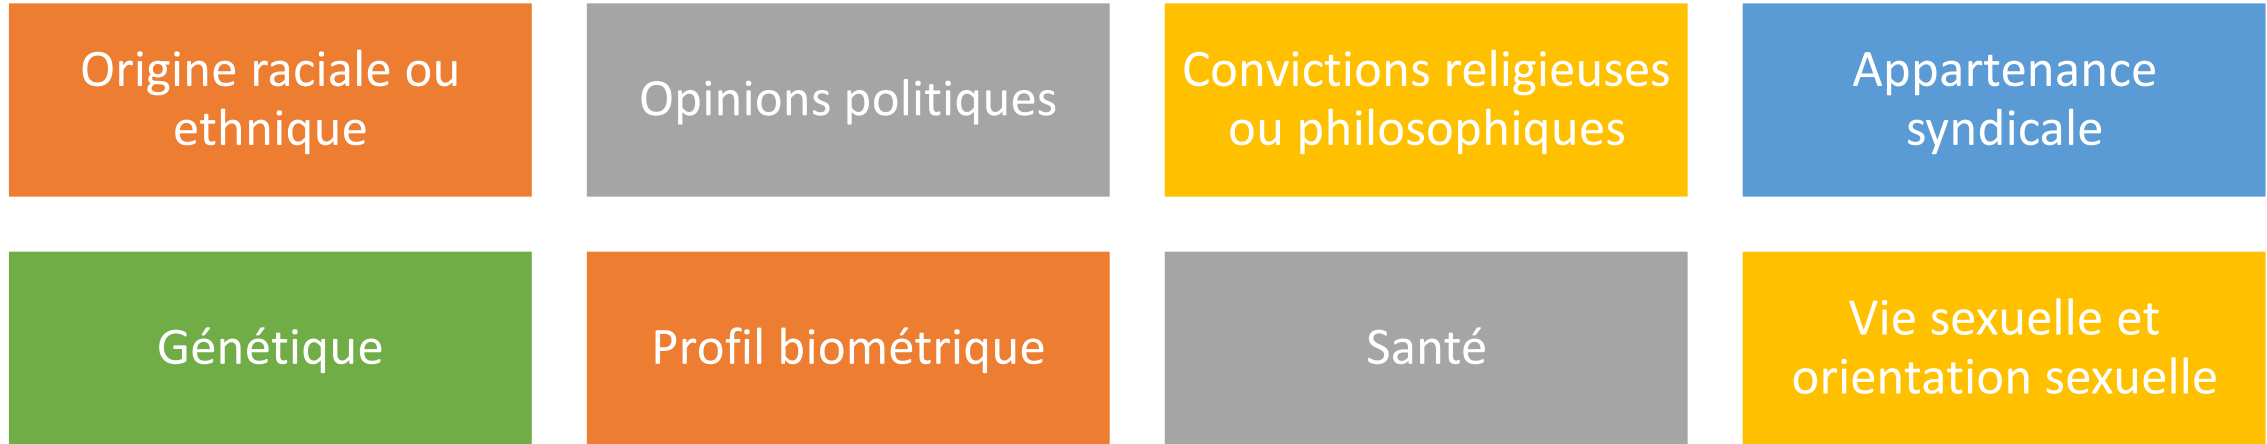 Origine raciale ou
ethnique
Opinions politiques
Convictions religieuses
ou philosophiques
Appartenance
syndicale
Génétique
Profil biométrique
Santé
Vie sexuelle et
orientation sexuelle